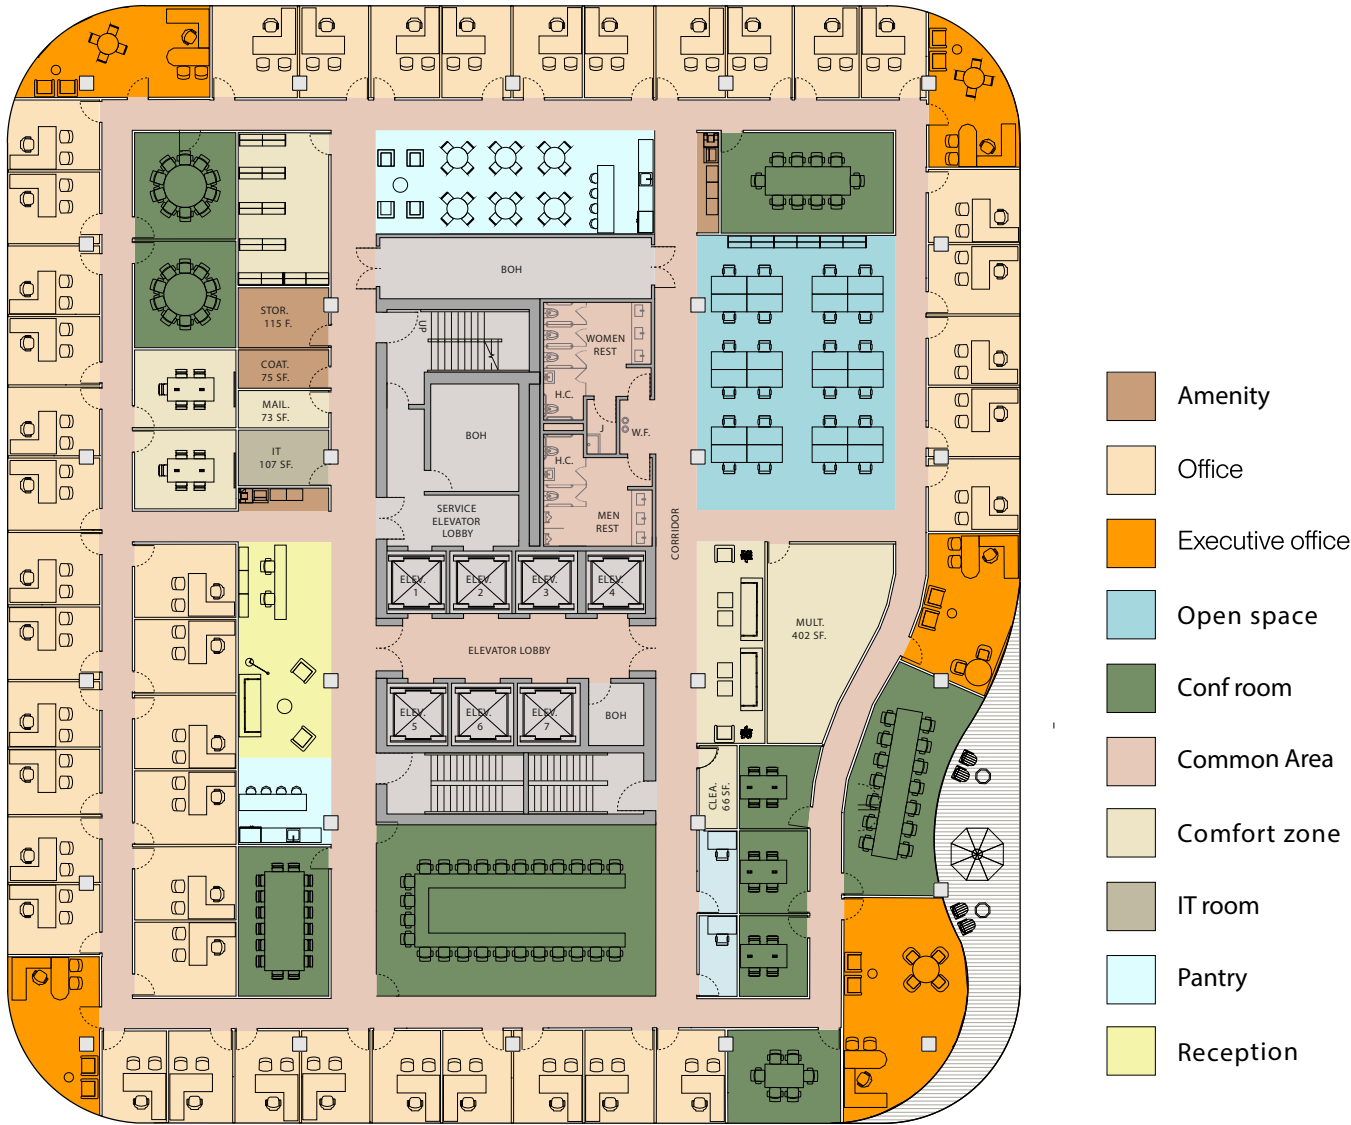 BOH
STOR.
115 F.
UP
WOMEN
REST
COAT.
75 SF.
H.C.
MAIL.
73 SF.
J
W.F.
BOH
IT
107 SF.
H.C.
SERVICE
ELEVATOR
LOBBY
MEN
REST
CORRIDOR
ELEV.
1
ELEV.
2
ELEV.
3
ELEV.
4
MULT.
402 SF.
ELEVATOR LOBBY
ELEV.
5
ELEV.
6
ELEV.
7
BOH
CLEA.
66 SF.
Amenity
Office
Executive office
Open space
Conf room
Common Area
Comfort zone
IT room
Pantry
Reception